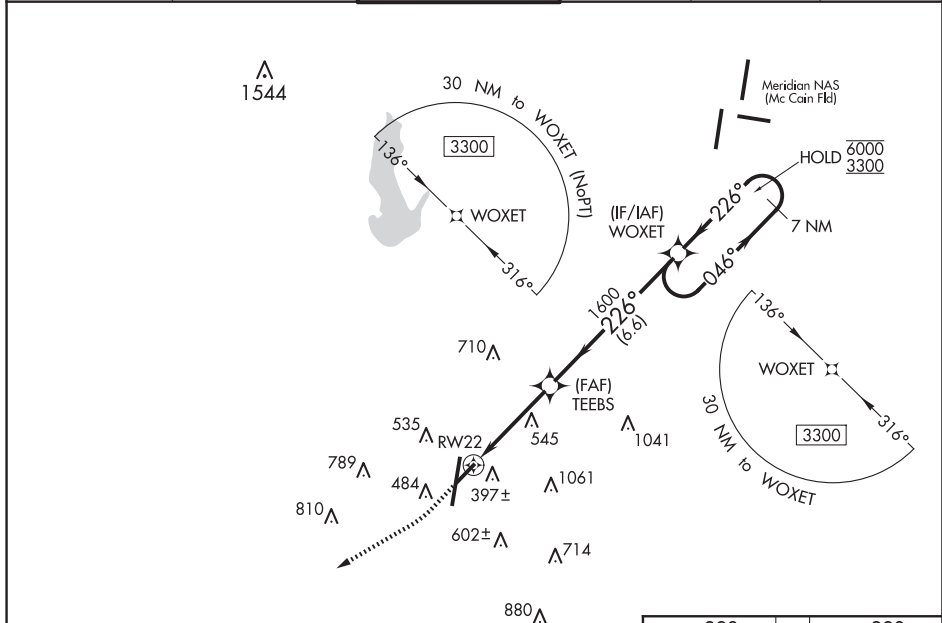 1544
30 NM to WOXET (NoPT)
3300
136°
WOXET
316°
Meridian NAS
(Mc Cain Fld)
HOLD 6000
3300
226°
7 NM
046°
(IF/IAF)
WOXET
1600
226°
(6.6)
710
(FAF)
TEEBS
136°
WOXET
316°
3300
30 NM to WOXET
535
545
1041
RW22
789
484
397±
1061
810
602±
714
880